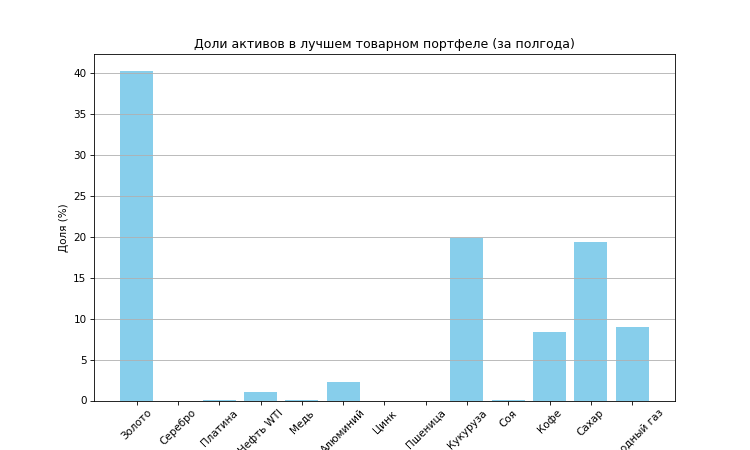 Доли активов в лучшем товарном портфеле (за полгода)
Доля (%)
40
35
30
25
20
15
10
5
0
Золото
Серебро
Платина
Нефть WTI
Медь
Алюминий
Цинк
Пшеница
Кукуруза
Соя
Кофе
Сахар
газ